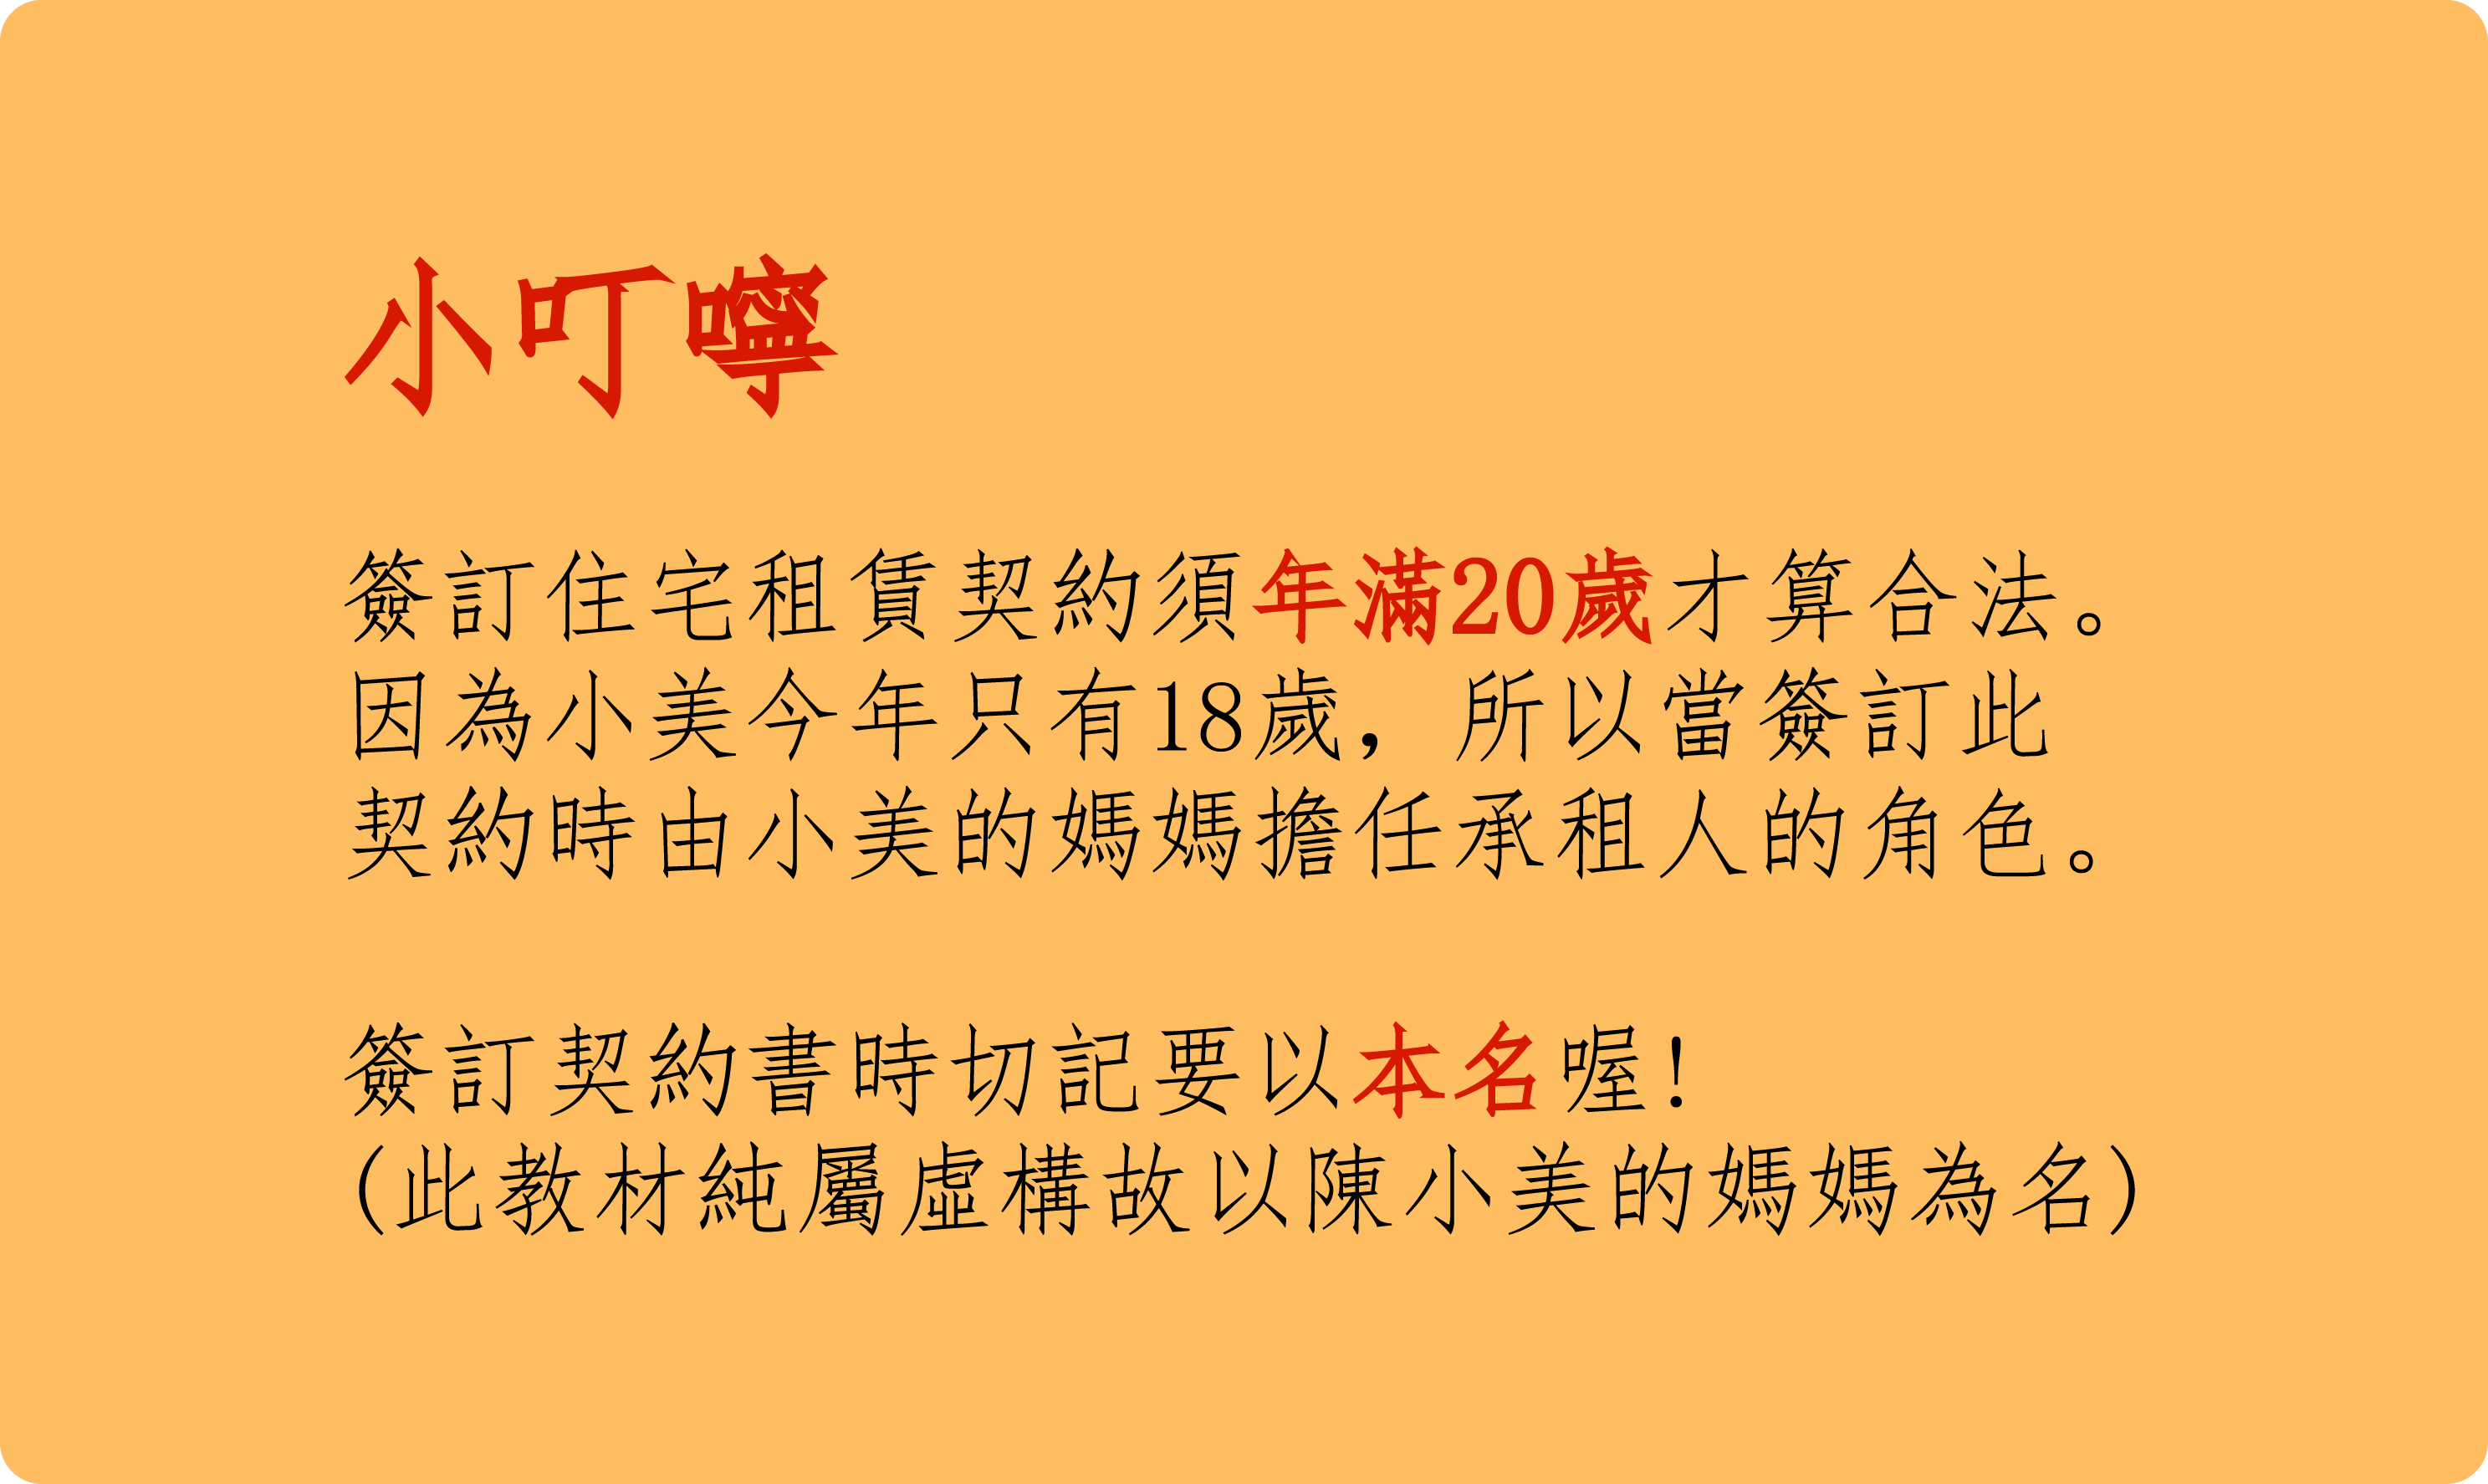 小叮嚀
簽訂住宅租賃契約須年滿20歲才算合法。
因為小美今年只有18歲，所以當簽訂此
契約時由小美的媽媽擔任承租人的角色。
簽訂契約書時切記要以本名喔！
（此教材純屬虛構故以陳小美的媽媽為名）